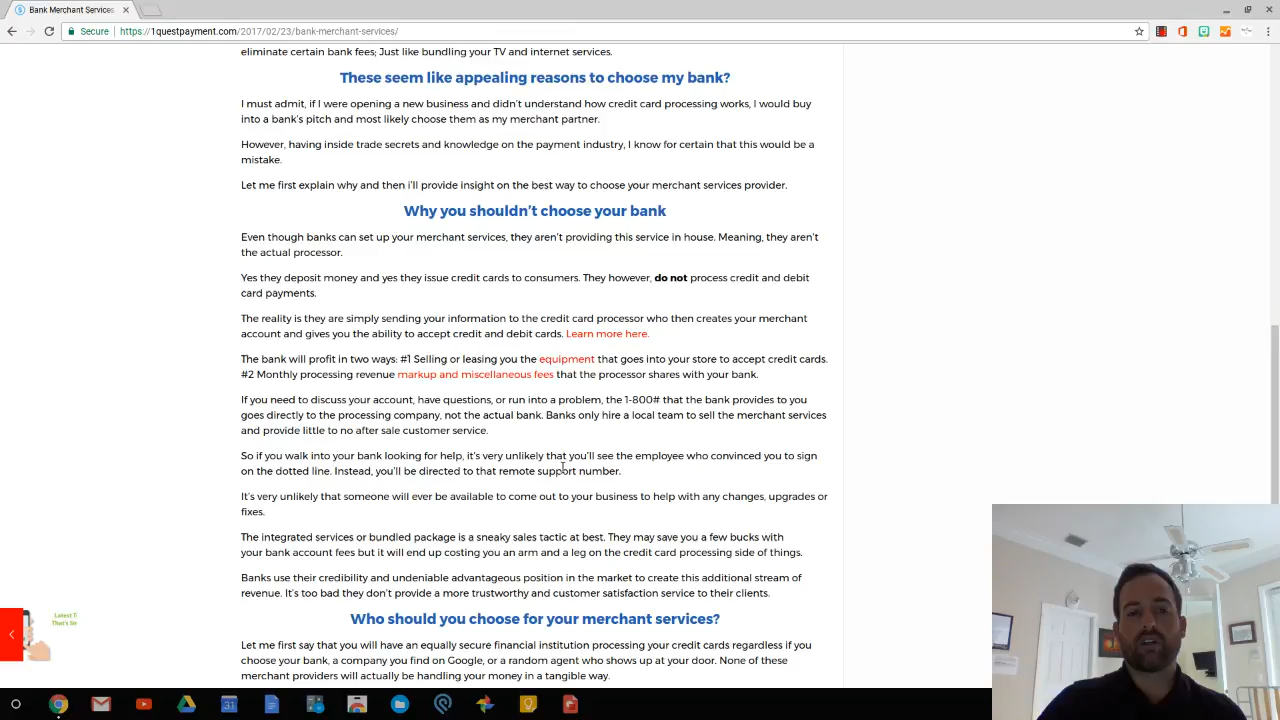 Bank Merchant Services
Secure
https://1questpayment.com/2017/02/23/bank-merchant-services/
eliminate certain bank fees; Just like bundling your TV and internet services.
These seem like appealing reasons to choose my bank?
I must admit, if I were opening a new business and didn't understand how credit card processing works, I would buy
into a bank's pitch and most likely choose them as my merchant partner.
However, having inside trade secrets and knowledge on the payment industry, I know for certain that this would be a
mistake.
Let me first explain why and then i'll provide insight on the best way to choose your merchant services provider.
Why you shouldn't choose your bank
Even though banks can set up your merchant services, they aren't providing this service in house. Meaning, they aren't
the actual processor.
Yes they deposit money and yes they issue credit cards to consumers. They however, do not process credit and debit
card payments.
The reality is they are simply sending your information to the credit card processor who then creates your merchant
account and gives you the ability to accept credit and debit cards. Learn more here.
The bank will profit in two ways: #1 Selling or leasing you the equipment that goes into your store to accept credit cards.
#2 Monthly processing revenue markup and miscellaneous fees that the processor shares with your bank.
If you need to discuss your account, have questions, or run into a problem, the 1-800# that the bank provides to you
goes directly to the processing company, not the actual bank. Banks only hire a local team to sell the merchant services
and provide little to no after sale customer service.
So if you walk into your bank looking for help, it's very unlikely that you'll see the employee who convinced you to sign
on the dotted line. Instead, you'll be directed to that remote support number.
It's very unlikely that someone will ever be available to come out to your business to help with any changes, upgrades or
fixes.
The integrated services or bundled package is a sneaky sales tactic at best. They may save you a few bucks with
your bank account fees but it will end up costing you an arm and a leg on the credit card processing side of things.
Banks use their credibility and undeniable advantageous position in the market to create this additional stream of
revenue. It's too bad they don't provide a more trustworthy and customer satisfaction service to their clients.
Latest T
That's Si
Who should you choose for your merchant services?
Let me first say that you will have an equally secure financial institution processing your credit cards regardless if you
choose your bank, a company you find on Google, or a random agent who shows up at your door. None of these
merchant providers will actually be handling your money in a tangible way.
31